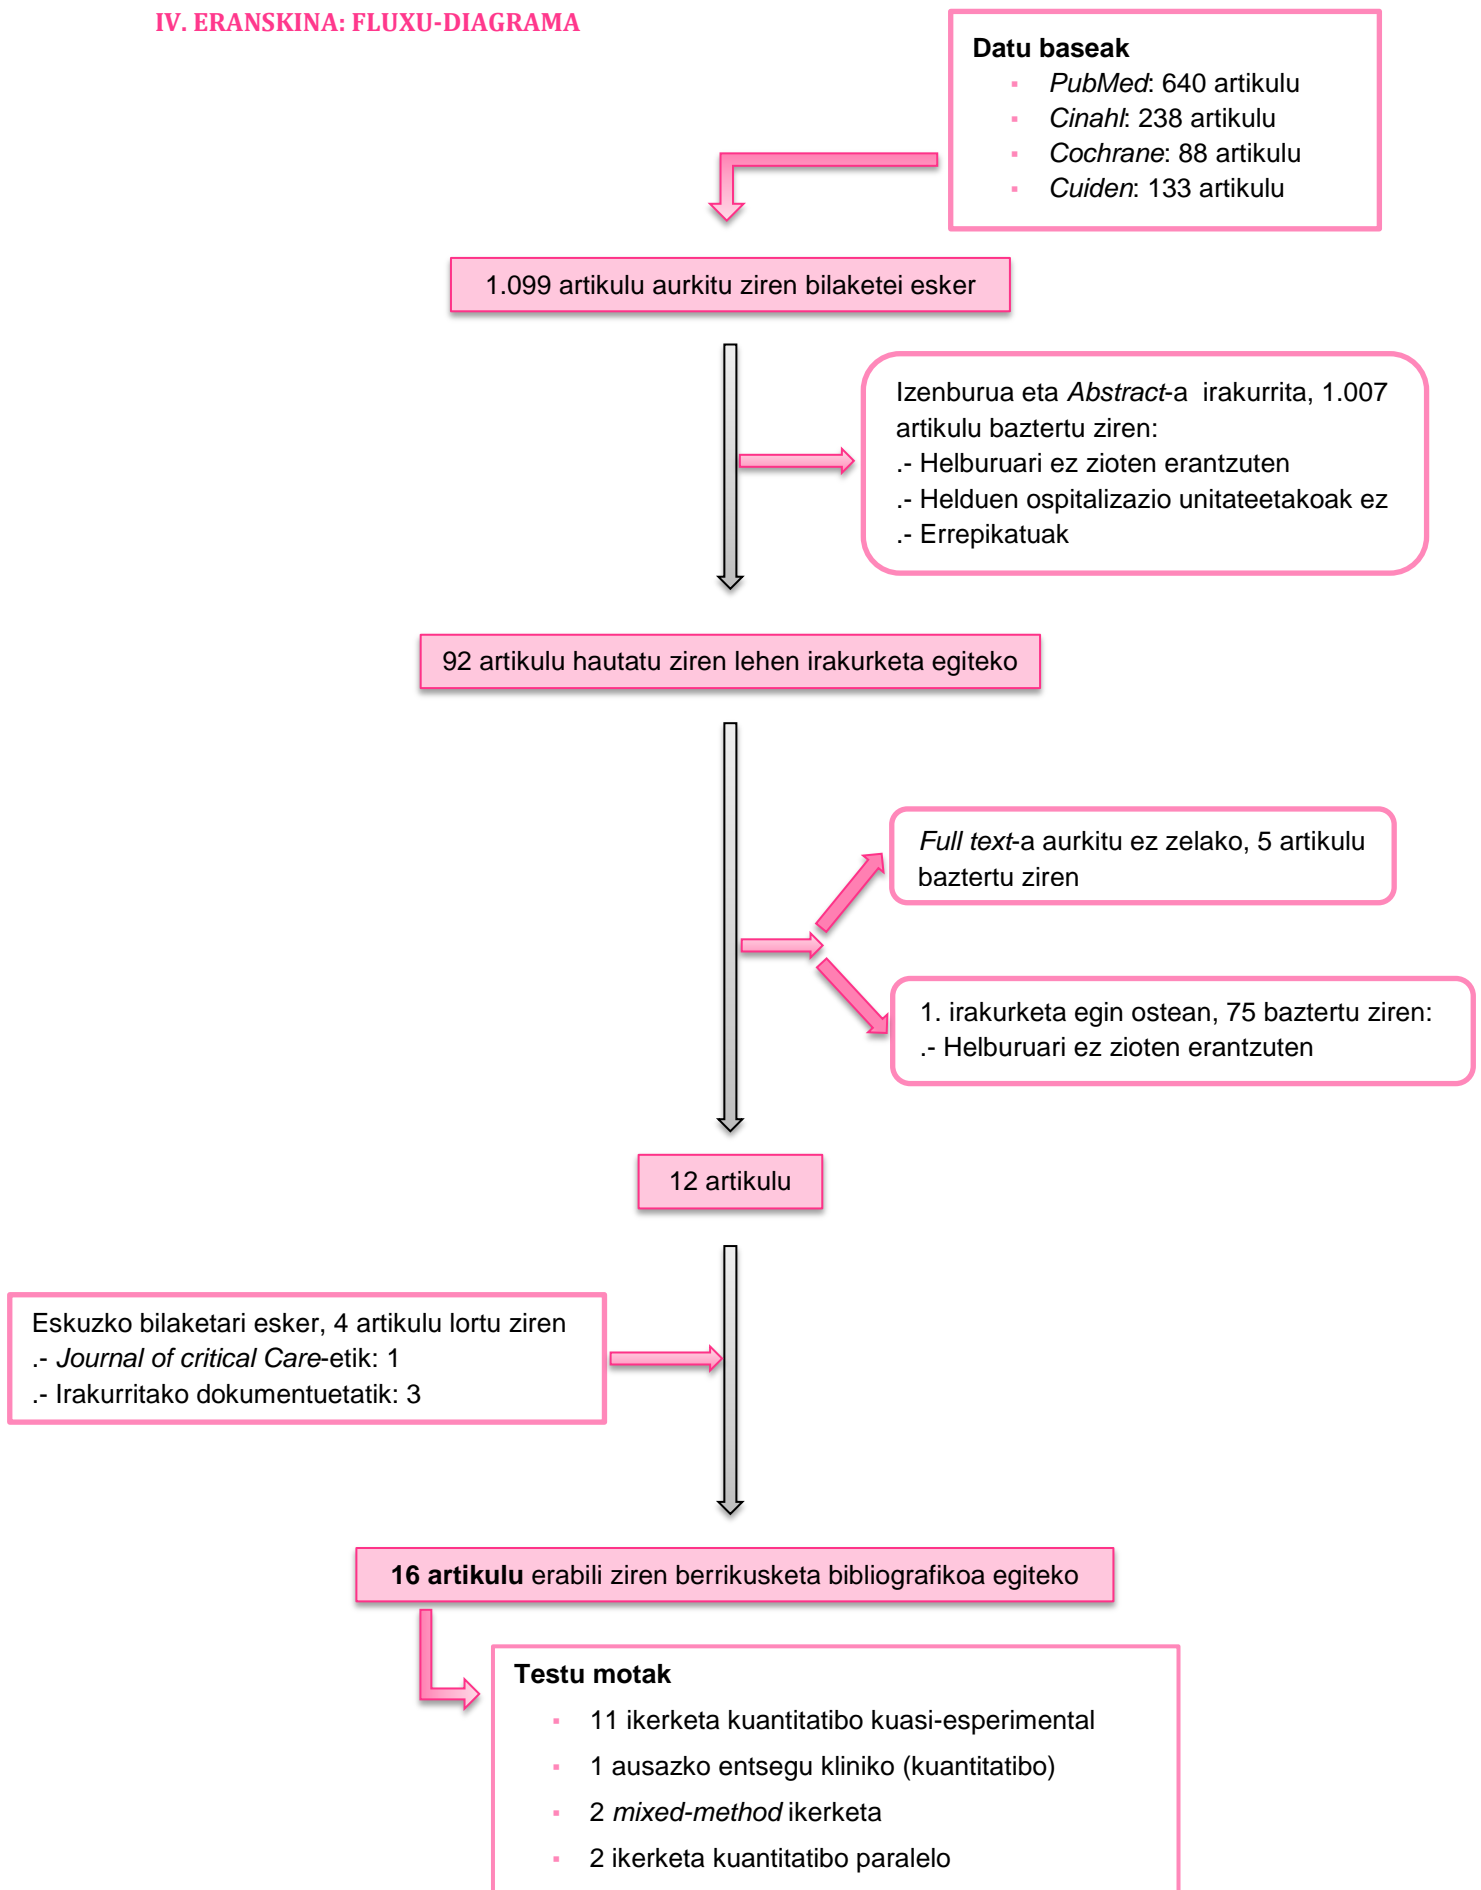 IV. ERANSKINA: FLUXU-DIAGRAMA
Datu baseak
▪ PubMed: 640 artikulu
▪ Cinahl: 238 artikulu
▪ Cochrane: 88 artikulu
▪ Cuiden: 133 artikulu
1.099 artikulu aurkitu ziren bilaketei esker
Izenburua eta Abstract-a irakurrita, 1.007
artikulu baztertu ziren:
.- Helburuari ez zioten erantzuten
.- Helduen ospitalizazio unitateetakoak ez
.- Errepikatuak
92 artikulu hautatu ziren lehen irakurketa egiteko
Full text-a aurkitu ez zelako, 5 artikulu
baztertu ziren
1. irakurketa egin ostean, 75 baztertu ziren:
.- Helburuari ez zioten erantzuten
12 artikulu
Eskuzko bilaketari esker, 4 artikulu lortu ziren
.- Journal of critical Care-etik: 1
.- Irakurritako dokumentuetatik: 3
16 artikulu erabili ziren berrikusketa bibliografikoa egiteko
Testu motak
▪ 11 ikerketa kuantitatibo kuasi-esperimental
▪ 1 ausazko entsegu kliniko (kuantitatibo)
▪ 2 mixed-method ikerketa
▪ 2 ikerketa kuantitatibo paralelo